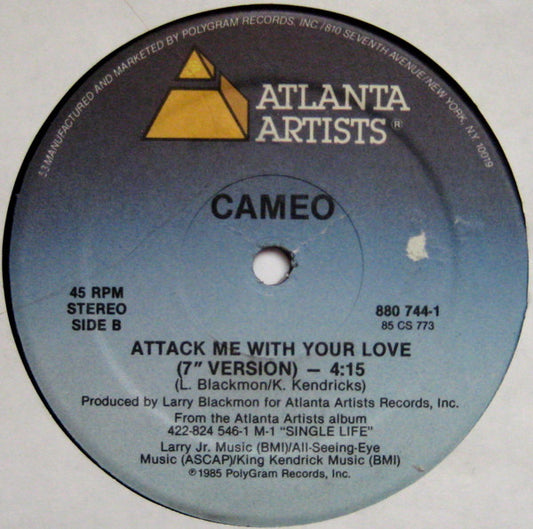 53 MANUFACTURED AND MARKETED BY POLYGRAM RECORDS, INC./810 SEVENTH AVENUE/NEW YORK, NY 10019
ATLANTA
ARTISTS®
CAMEO
45 RPM
STEREO
SIDE B
880 744-1
85 CS 773
ATTACK ME WITH YOUR LOVE
(7" VERSION) — 4:15
(L. Blackmon/K. Kendricks)
Produced by Larry Blackmon for Atlanta Artists Records, Inc.
From the Atlanta Artists album
422-824 546-1 M-1 "SINGLE LIFE"
Larry Jr. Music (BMI)/All-Seeing-Eye
Music (ASCAP)/King Kendrick Music (BMI)
℗1985 PolyGram Records, Inc.